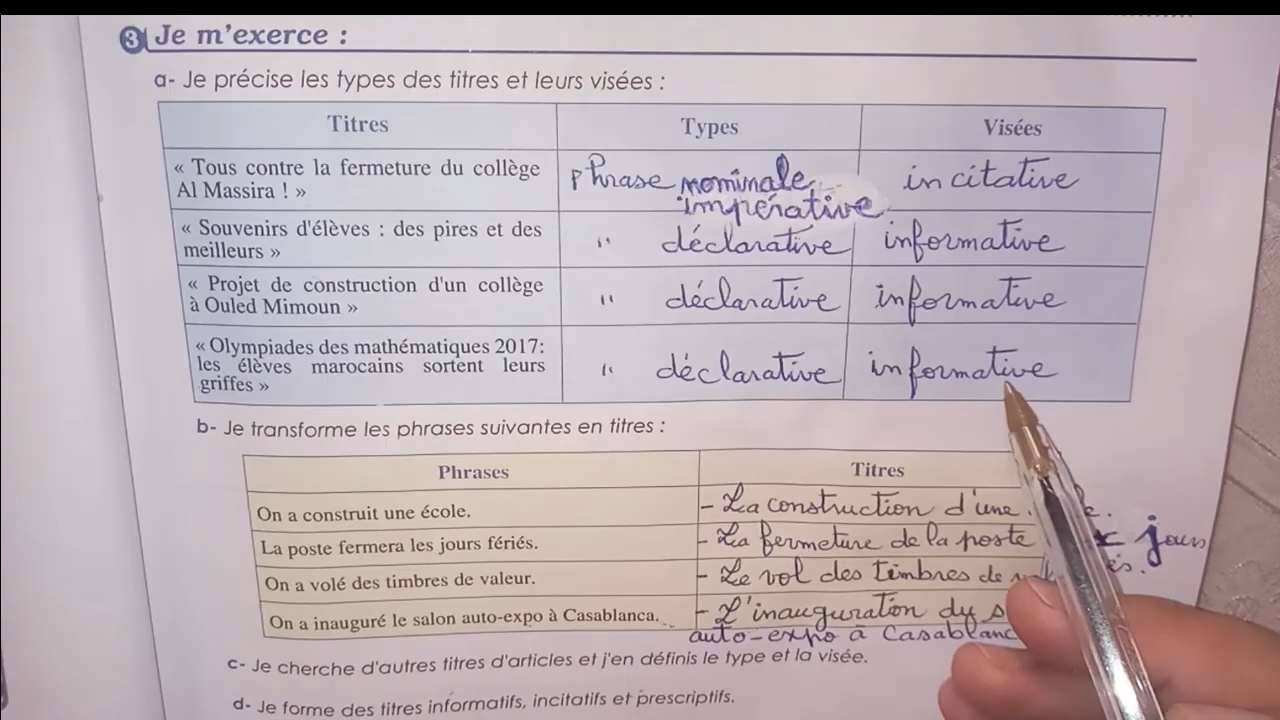 3 Je m'exerce :
a- Je précise les types des titres et leurs visées :
Titres Types Visées
« Tous contre la fermeture du collège
Al Massira ! »
phrase nominale
impérative
incitative
« Souvenirs d'élèves : des pires et des
meilleurs »
" déclarative informative
« Projet de construction d'un collège
à Ouled Mimoun »
" déclarative informative
« Olympiades des mathématiques 2017:
les élèves marocains sortent leurs
griffes »
" déclarative informative
b- Je transforme les phrases suivantes en titres :
Phrases Titres
On a construit une école. - La construction d'une
La poste fermera les jours fériés. - La fermeture de la poste jours
On a volé des timbres de valeur. - Le vol des timbres de
On a inauguré le salon auto-expo à Casablanca. - L'inauguration du
auto-expo à
c- Je cherche d'autres titres d'articles et j'en définis le type et la visée.
d- Je forme des titres informatifs, incitatifs et prescriptifs.